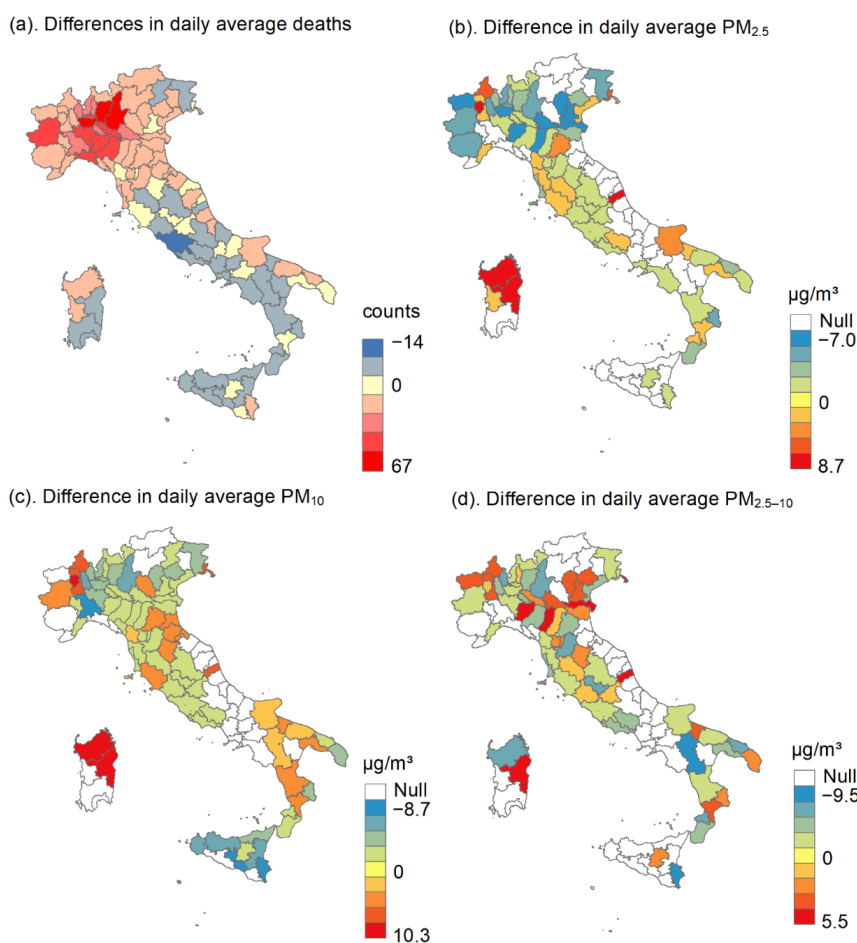 (a). Differences in daily average deaths
(b). Difference in daily average PM₂.₅
counts
−14
0
67
µg/m³
Null
−7.0
0
8.7
(c). Difference in daily average PM₁₀
(d). Difference in daily average PM₂.₅₋₁₀
µg/m³
Null
−8.7
0
10.3
µg/m³
Null
−9.5
0
5.5